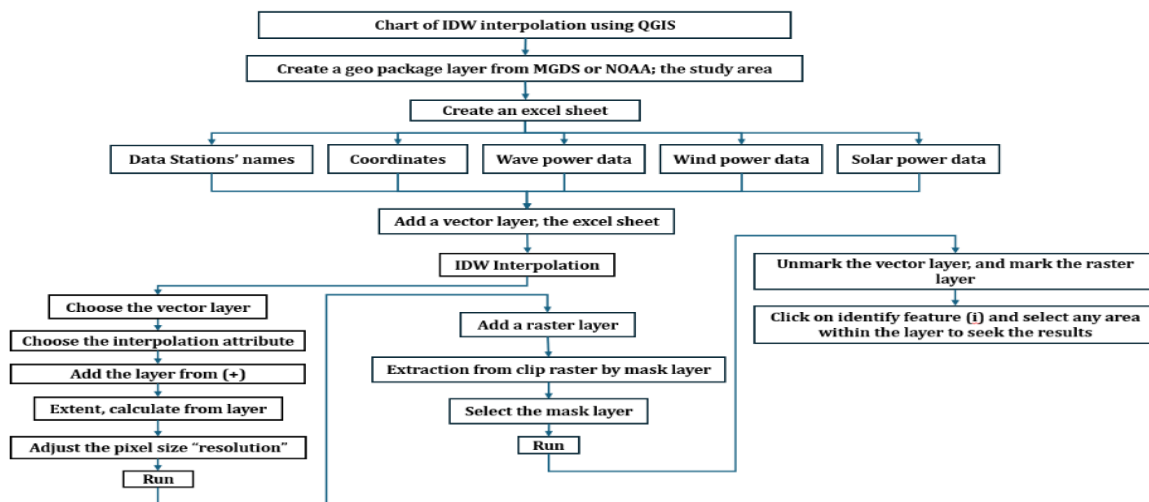 Chart of IDW interpolation using QGIS
Create a geo package layer from MGDS or NOAA; the study area
Create an excel sheet
Data Stations’ names
Coordinates
Wave power data
Wind power data
Solar power data
Add a vector layer, the excel sheet
IDW Interpolation
Choose the vector layer
Choose the interpolation attribute
Add the layer from (+)
Extent, calculate from layer
Adjust the pixel size “resolution”
Run
Add a raster layer
Extraction from clip raster by mask layer
Select the mask layer
Run
Unmark the vector layer, and mark the raster
layer
Click on identify feature (i) and select any area
within the layer to seek the results